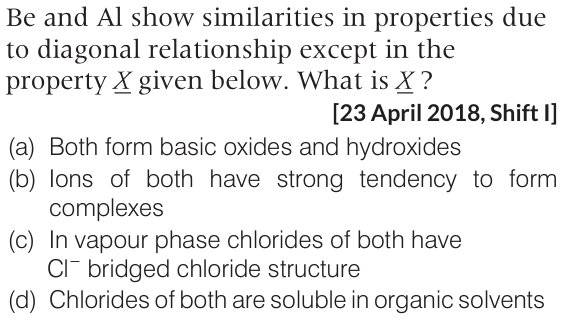 Be and Al show similarities in properties due
to diagonal relationship except in the
property X given below. What is X ?
[23 April 2018, Shift I]
(a) Both form basic oxides and hydroxides
(b) Ions of both have strong tendency to form
complexes
(c) In vapour phase chlorides of both have
Cl⁻ bridged chloride structure
(d) Chlorides of both are soluble in organic solvents